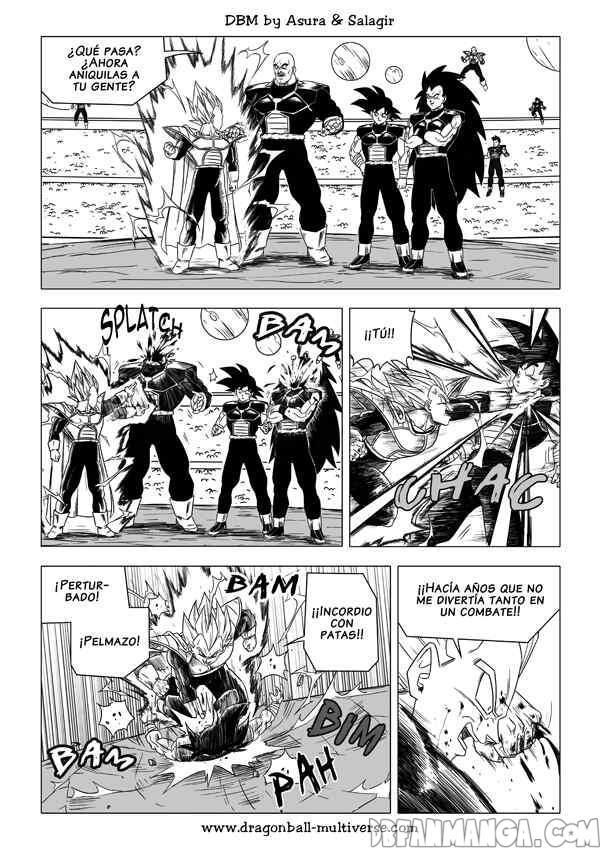 DBM by Asura & Salagir
¿Qué pasa?
¿Ahora
aniquilas a
tu gente?
SPLATCH
BAM
¡¡Tú!!
CHAC
¡Pertur-
bado!
¡Pelmazo!
BAM
¡¡Incordio
con
patas!!
BAM
BIM
PAH
¡¡Hacía años que no
me divertía tanto en
un combate!!
www.dragonball-multiverse.com
DBFANMANGA.COM